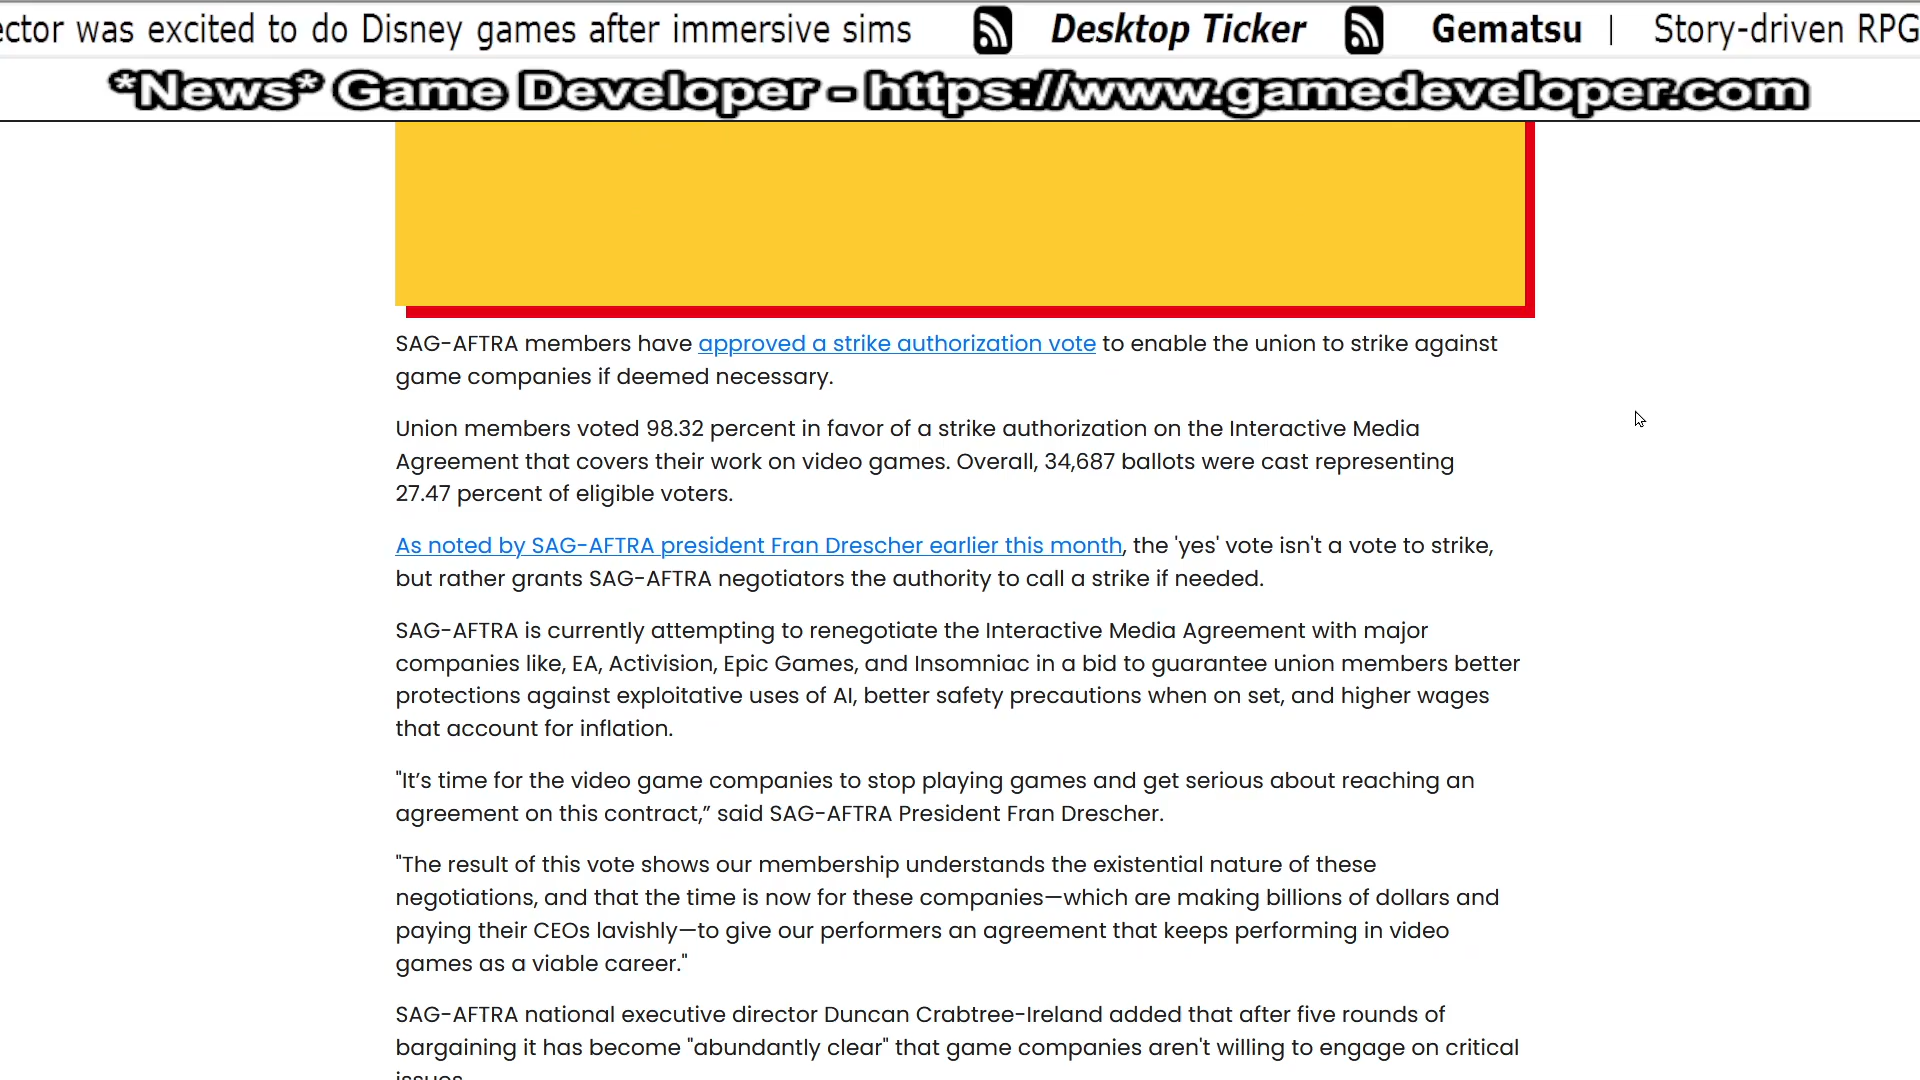 ector was excited to do Disney games after immersive sims Desktop Ticker Gematsu | Story-driven RPG
*News* Game Developer - https://www.gamedeveloper.com
SAG-AFTRA members have approved a strike authorization vote to enable the union to strike against
game companies if deemed necessary.
Union members voted 98.32 percent in favor of a strike authorization on the Interactive Media
Agreement that covers their work on video games. Overall, 34,687 ballots were cast representing
27.47 percent of eligible voters.
As noted by SAG-AFTRA president Fran Drescher earlier this month, the 'yes' vote isn't a vote to strike,
but rather grants SAG-AFTRA negotiators the authority to call a strike if needed.
SAG-AFTRA is currently attempting to renegotiate the Interactive Media Agreement with major
companies like, EA, Activision, Epic Games, and Insomniac in a bid to guarantee union members better
protections against exploitative uses of AI, better safety precautions when on set, and higher wages
that account for inflation.
"It’s time for the video game companies to stop playing games and get serious about reaching an
agreement on this contract,” said SAG-AFTRA President Fran Drescher.
"The result of this vote shows our membership understands the existential nature of these
negotiations, and that the time is now for these companies—which are making billions of dollars and
paying their CEOs lavishly—to give our performers an agreement that keeps performing in video
games as a viable career."
SAG-AFTRA national executive director Duncan Crabtree-Ireland added that after five rounds of
bargaining it has become "abundantly clear" that game companies aren't willing to engage on critical
issues.